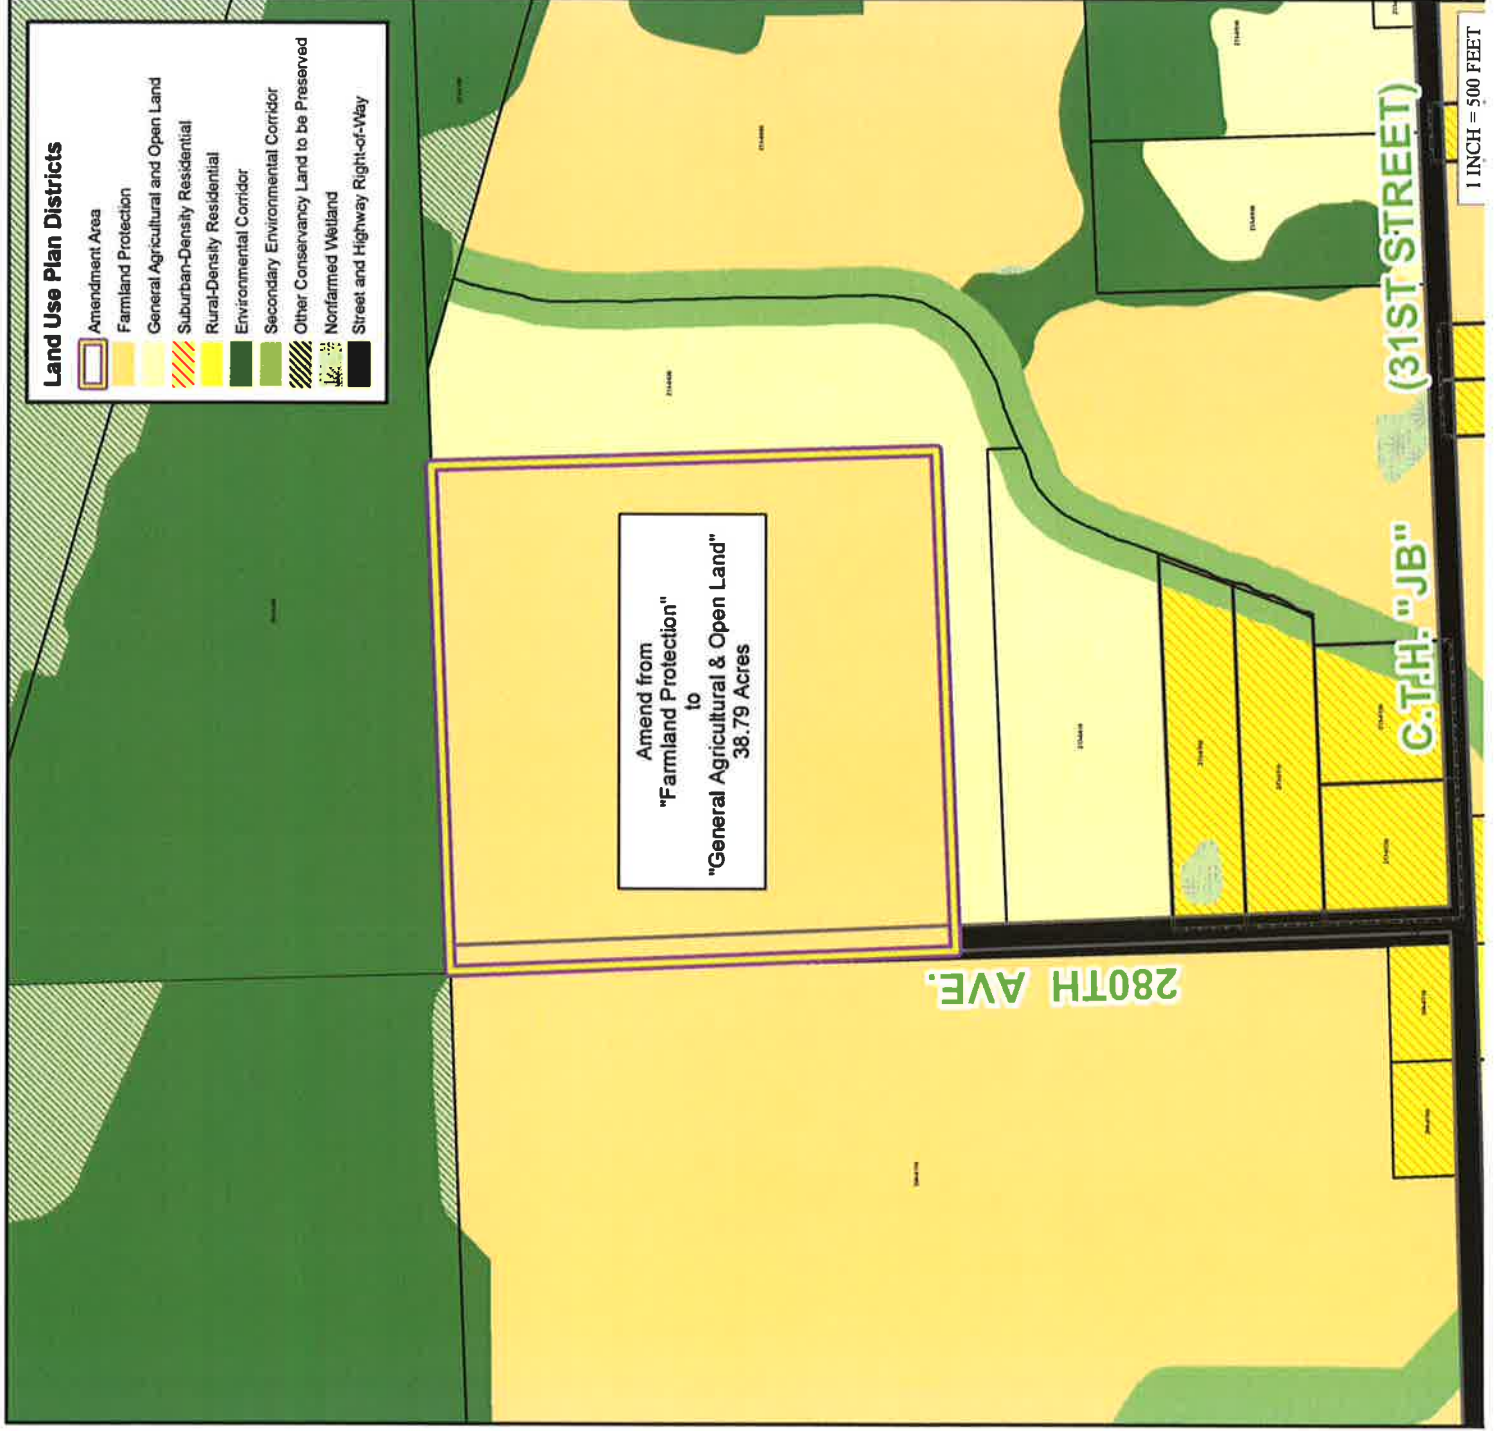 Land Use Plan Districts
Amendment Area
Farmland Protection
General Agricultural and Open Land
Suburban-Density Residential
Rural-Density Residential
Environmental Corridor
Secondary Environmental Corridor
Other Conservancy Land to be Preserved
Nonfarmed Wetland
Street and Highway Right-of-Way
Amend from
"Farmland Protection"
to
"General Agricultural & Open Land"
38.79 Acres
280TH AVE.
C.T.H. "JB" (31ST STREET)
1 INCH = 500 FEET